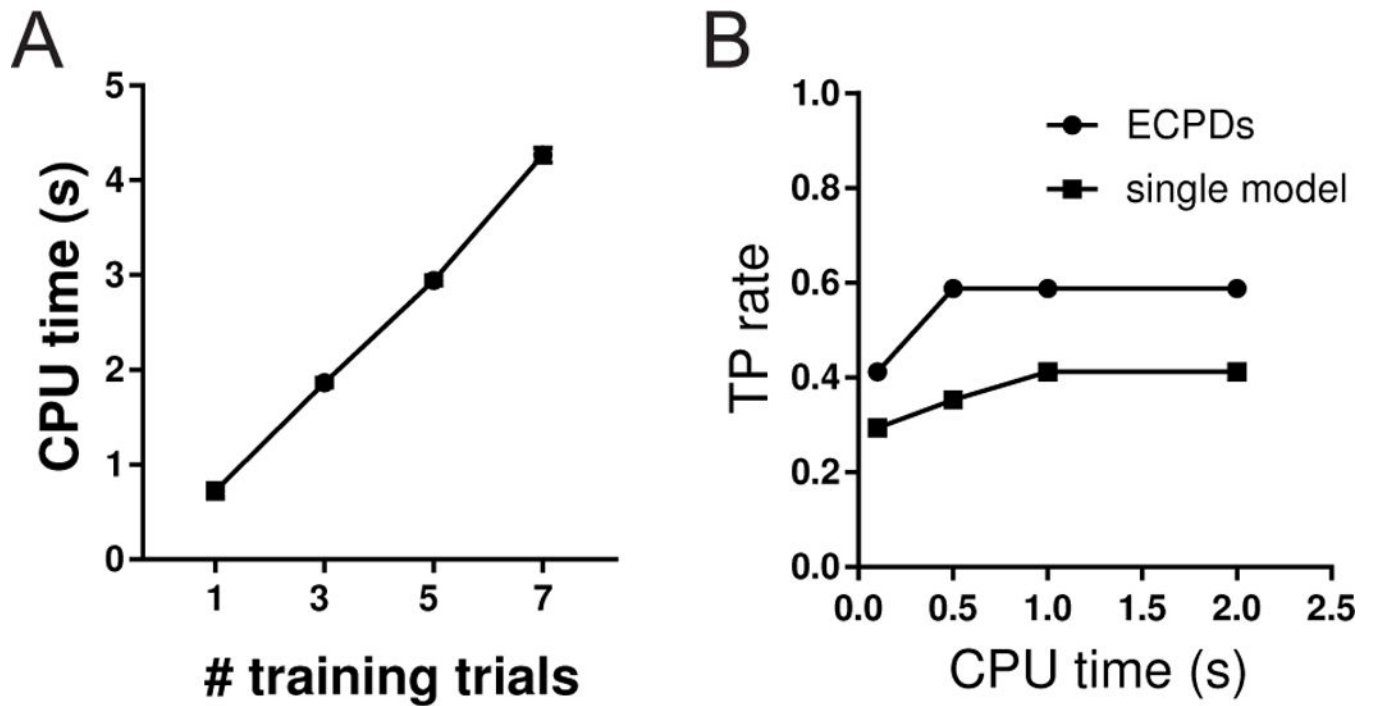 A
5
4
3
2
1
0
CPU time (s)
1 3 5 7
# training trials
B
1.0
0.8
0.6
0.4
0.2
0.0
TP rate
ECPDs
single model
0.0 0.5 1.0 1.5 2.0 2.5
CPU time (s)